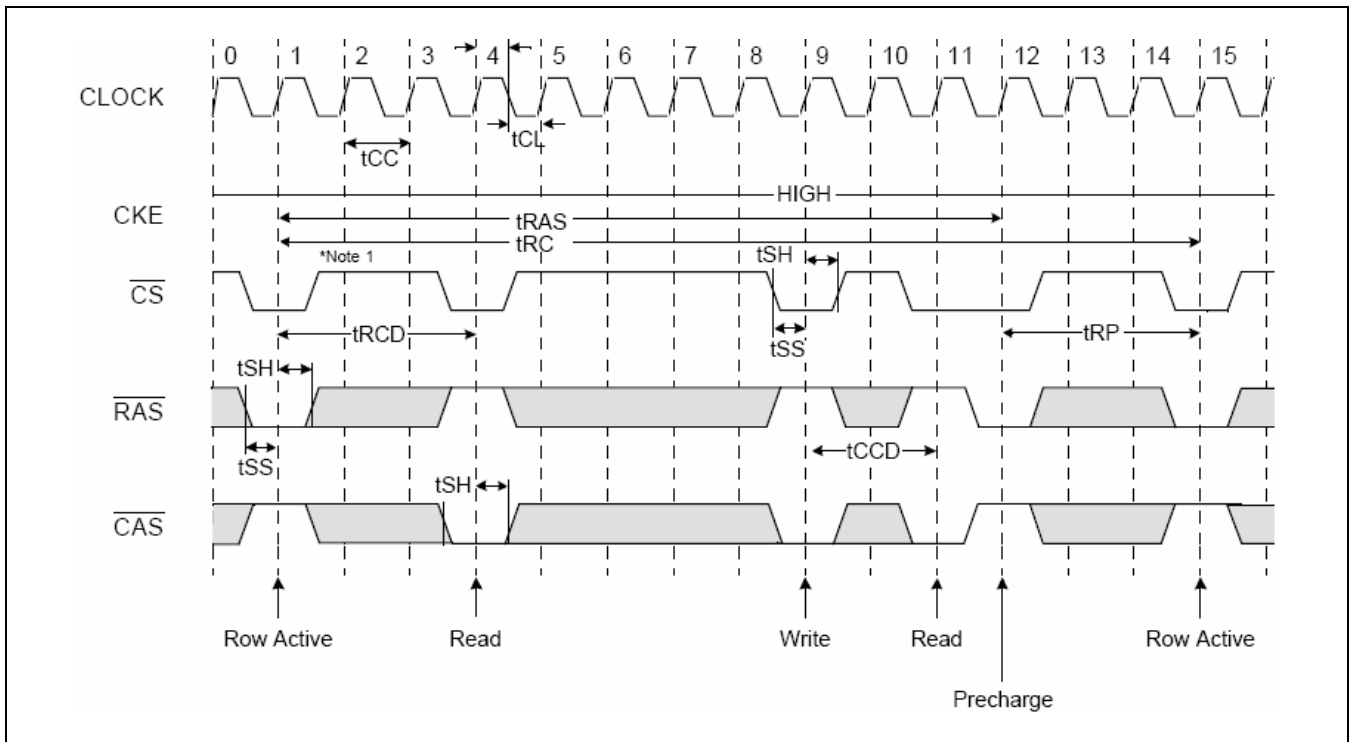 0 1 2 3 4 5 6 7 8 9 10 11 12 13 14 15
CLOCK
tCL
tCC
HIGH
CKE
tRAS
tRC
*Note 1
tSH
CS
tRCD
tRP
tSS
tSH
RAS
tCCD
tSS
tSH
CAS
Row Active Read Write Read Row Active
Precharge